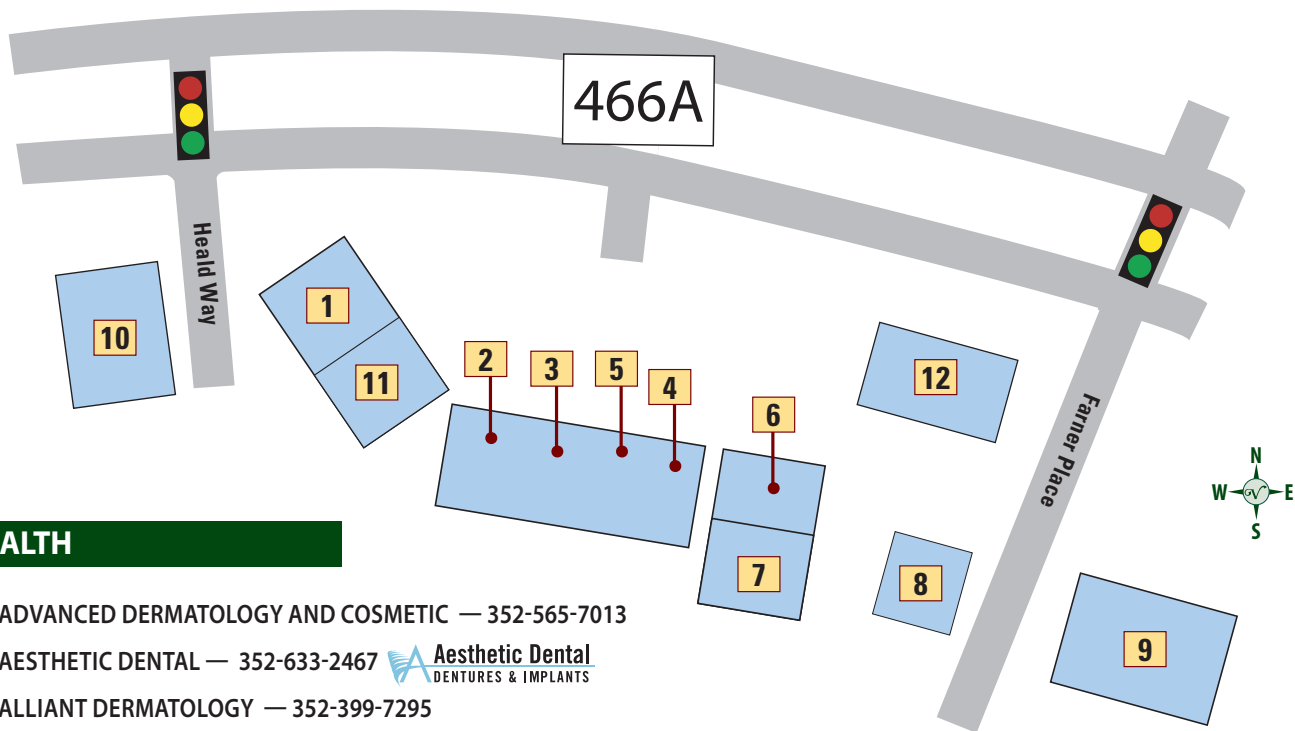 466A
Heald Way
1
10
2
3
5
12
11
4
6
Farner Place
N
W E
S
ALTH
7
8
ADVANCED DERMATOLOGY AND COSMETIC — 352-565-7013
9
AESTHETIC DENTAL — 352-633-2467 Aesthetic Dental
DENTURES & IMPLANTS
ALLIANT DERMATOLOGY — 352-399-7295